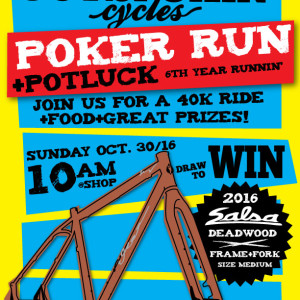 cycles
POKER RUN
+POTLUCK 6TH YEAR RUNNIN'
JOIN US FOR A 40K RIDE
+FOOD+GREAT PRIZES!
SUNDAY OCT. 30/16
10AM @SHOP
DRAW TO WIN
2016
Salsa
DEADWOOD
FRAME+FORK
SIZE MEDIUM